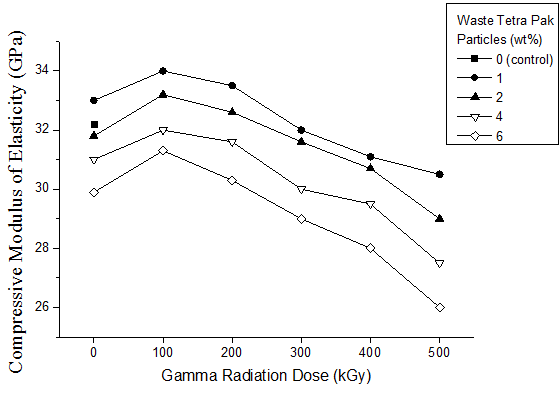 Waste Tetra Pak
Particles (wt%)
0 (control)
1
2
4
6
Compressive Modulus of Elasticity (GPa)
34
32
30
28
26
0 100 200 300 400 500
Gamma Radiation Dose (kGy)